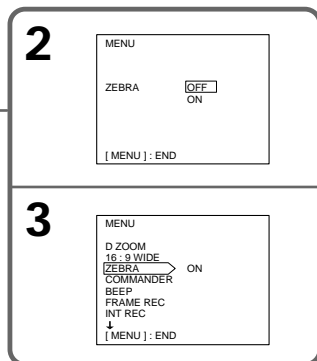 2
MENU
ZEBRA OFF
ON
[ MENU ] : END
3
MENU
D ZOOM
16 : 9 WIDE
ZEBRA ON
COMMANDER
BEEP
FRAME REC
INT REC
↓
[ MENU ] : END